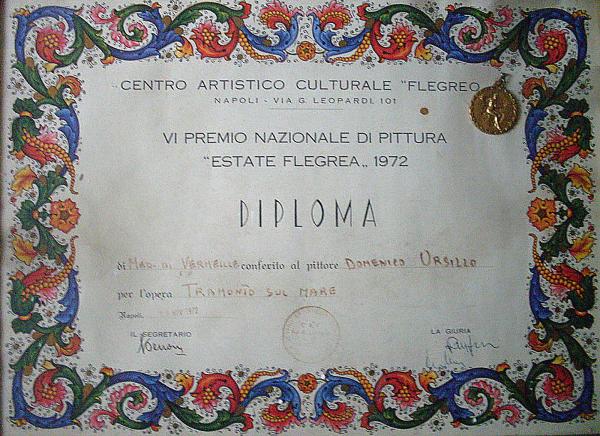 CENTRO ARTISTICO CULTURALE "FLEGREO
NAPOLI - VIA G. LEOPARDI, 101
VI PREMIO NAZIONALE DI PITTURA
"ESTATE FLEGREA„ 1972
DIPLOMA
di MED. DI VERMEILLE conferito al pittore DOMENICO URSILLO
per l'opera TRAMONTO SUL MARE
Napoli, 1972
IL SEGRETARIO
LA GIURIA